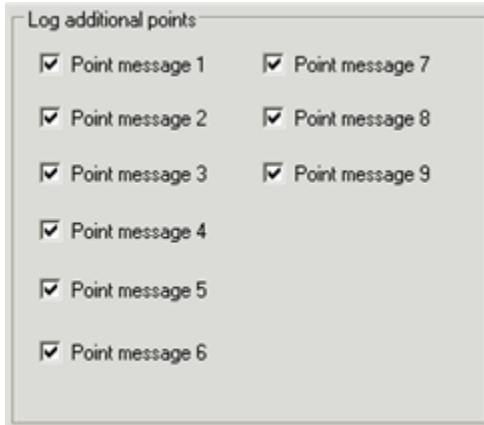 Log additional points
Point message 1
Point message 2
Point message 3
Point message 4
Point message 5
Point message 6
Point message 7
Point message 8
Point message 9